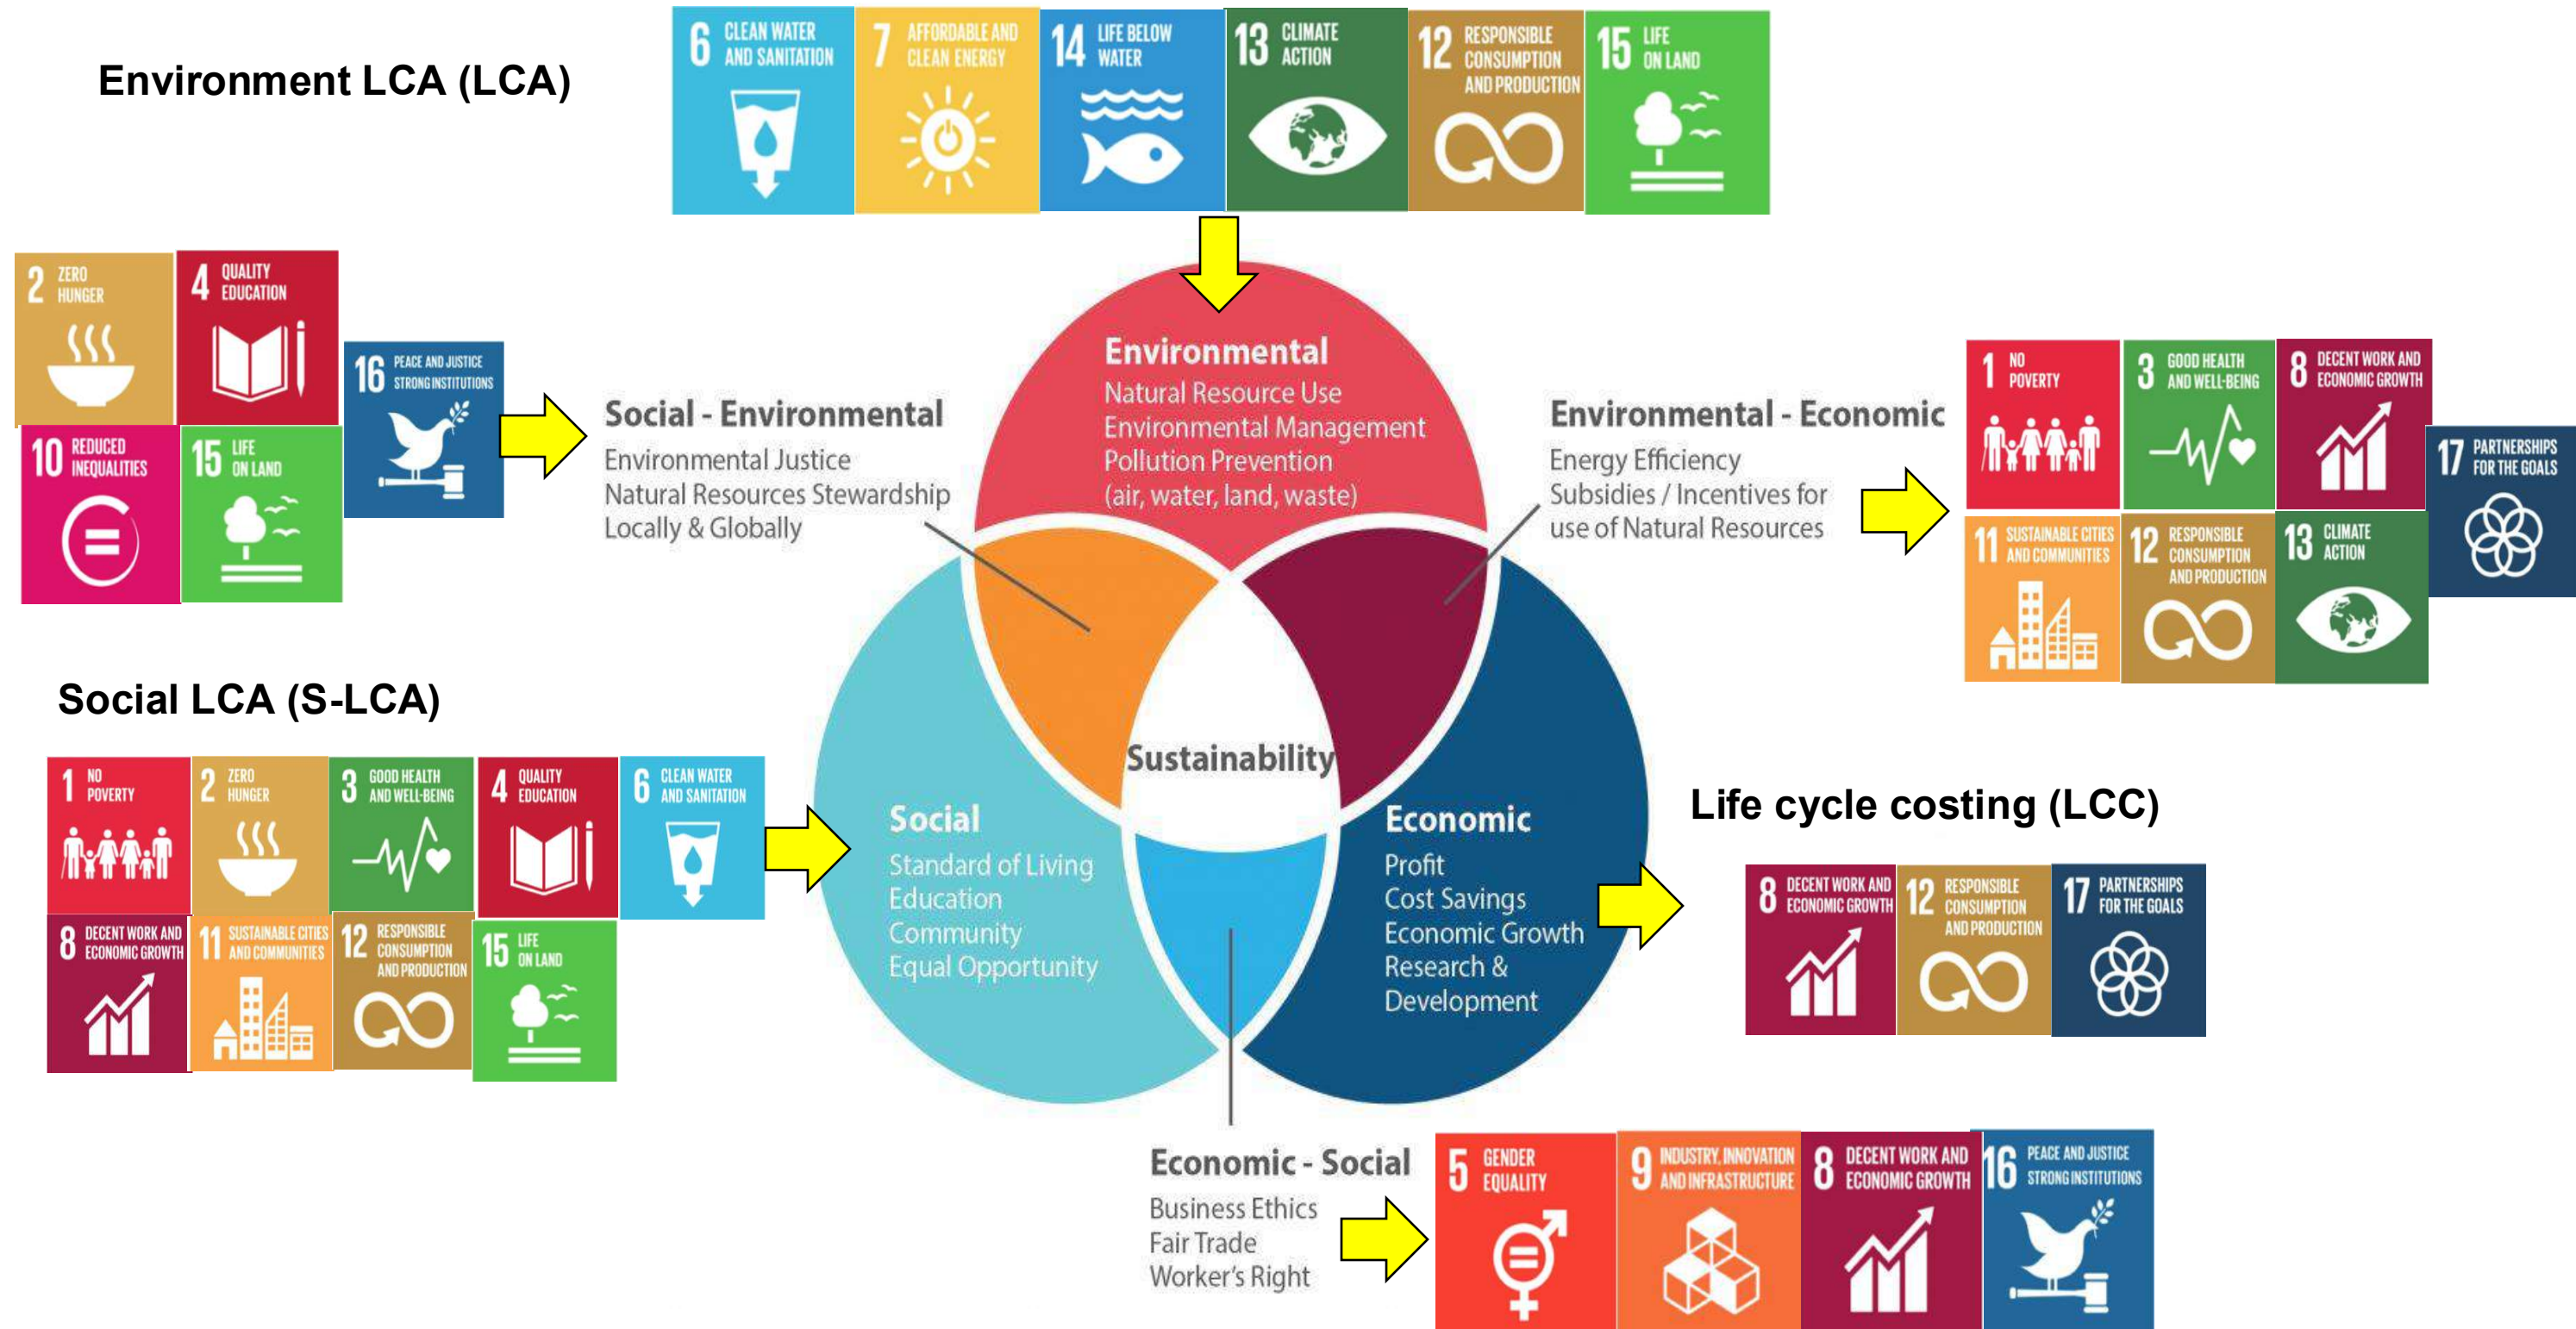 Environment LCA (LCA)
6 CLEAN WATER
AND SANITATION
7 AFFORDABLE AND
CLEAN ENERGY
14 LIFE BELOW
WATER
13 CLIMATE
ACTION
12 RESPONSIBLE
CONSUMPTION
AND PRODUCTION
15 LIFE
ON LAND
2 ZERO
HUNGER
4 QUALITY
EDUCATION
16 PEACE AND JUSTICE
STRONG INSTITUTIONS
10 REDUCED
INEQUALITIES
15 LIFE
ON LAND
Social - Environmental
Environmental Justice
Natural Resources Stewardship
Locally & Globally
Environmental
Natural Resource Use
Environmental Management
Pollution Prevention
(air, water, land, waste)
Environmental - Economic
Energy Efficiency
Subsidies / Incentives for
use of Natural Resources
1 NO
POVERTY
3 GOOD HEALTH
AND WELL-BEING
8 DECENT WORK AND
ECONOMIC GROWTH
17 PARTNERSHIPS
FOR THE GOALS
11 SUSTAINABLE CITIES
AND COMMUNITIES
12 RESPONSIBLE
CONSUMPTION
AND PRODUCTION
13 CLIMATE
ACTION
Social LCA (S-LCA)
1 NO
POVERTY
2 ZERO
HUNGER
3 GOOD HEALTH
AND WELL-BEING
4 QUALITY
EDUCATION
6 CLEAN WATER
AND SANITATION
8 DECENT WORK AND
ECONOMIC GROWTH
11 SUSTAINABLE CITIES
AND COMMUNITIES
12 RESPONSIBLE
CONSUMPTION
AND PRODUCTION
15 LIFE
ON LAND
Sustainability
Social
Standard of Living
Education
Community
Equal Opportunity
Economic
Profit
Cost Savings
Economic Growth
Research &
Development
Life cycle costing (LCC)
8 DECENT WORK AND
ECONOMIC GROWTH
12 RESPONSIBLE
CONSUMPTION
AND PRODUCTION
17 PARTNERSHIPS
FOR THE GOALS
Economic - Social
Business Ethics
Fair Trade
Worker's Right
5 GENDER
EQUALITY
9 INDUSTRY, INNOVATION
AND INFRASTRUCTURE
8 DECENT WORK AND
ECONOMIC GROWTH
16 PEACE AND JUSTICE
STRONG INSTITUTIONS